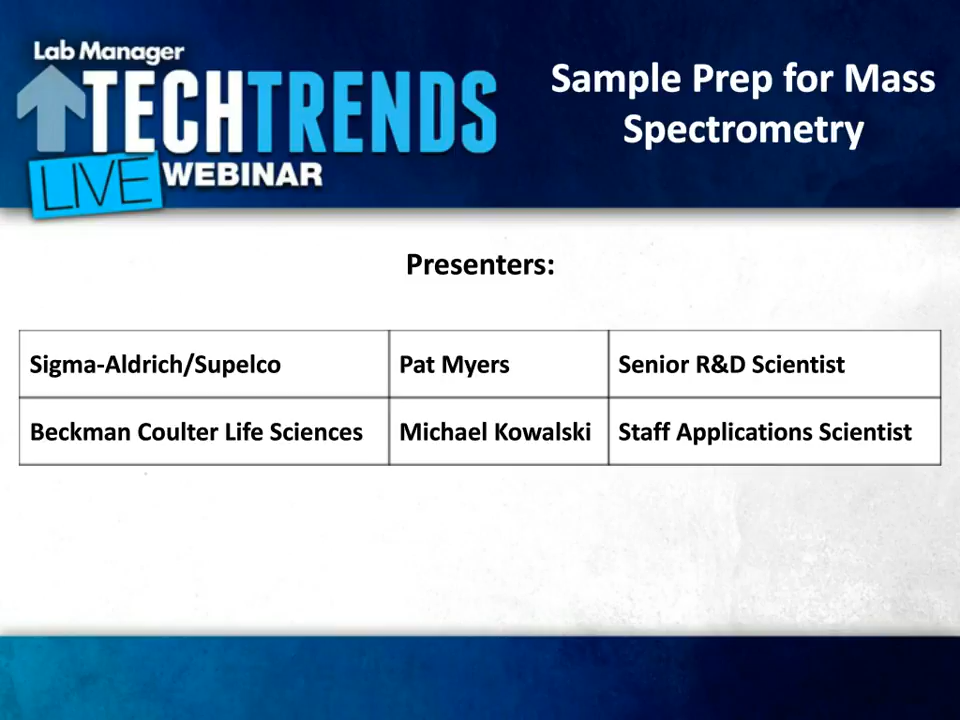 Lab Manager
TECHTRENDS
LIVE WEBINAR
Sample Prep for Mass
Spectrometry
Presenters:
Sigma-Aldrich/Supelco Pat Myers Senior R&D Scientist
Beckman Coulter Life Sciences Michael Kowalski Staff Applications Scientist